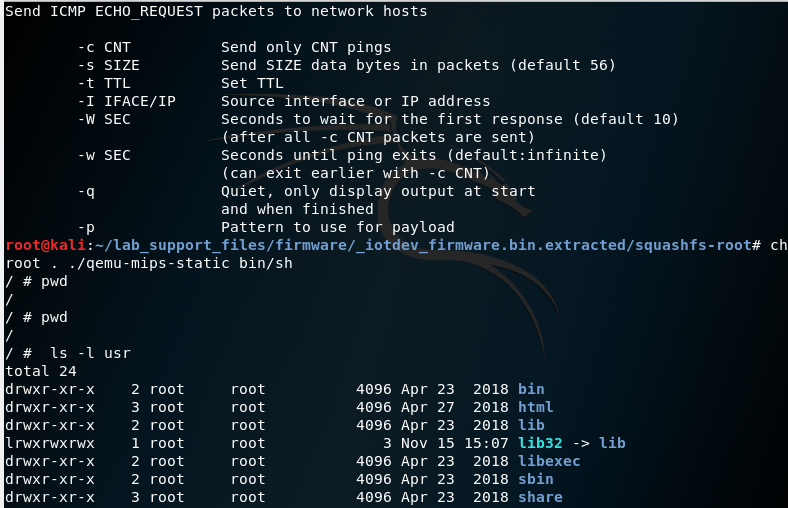 Send ICMP ECHO_REQUEST packets to network hosts
        -c CNT          Send only CNT pings
        -s SIZE         Send SIZE data bytes in packets (default 56)
        -t TTL          Set TTL
        -I IFACE/IP     Source interface or IP address
        -W SEC          Seconds to wait for the first response (default 10)
                        (after all -c CNT packets are sent)
        -w SEC          Seconds until ping exits (default:infinite)
                        (can exit earlier with -c CNT)
        -q              Quiet, only display output at start
                        and when finished
        -p              Pattern to use for payload
root@kali:~/lab_support_files/firmware/_iotdev_firmware.bin.extracted/squashfs-root# ch
root . ./qemu-mips-static bin/sh
/ # pwd
/
/ # pwd
/
/ #  ls -l usr
total 24
drwxr-xr-x    2 root     root          4096 Apr 23  2018 bin
drwxr-xr-x    3 root     root          4096 Apr 27  2018 html
drwxr-xr-x    2 root     root          4096 Apr 23  2018 lib
lrwxrwxrwx    1 root     root             3 Nov 15 15:07 lib32 -> lib
drwxr-xr-x    2 root     root          4096 Apr 23  2018 libexec
drwxr-xr-x    2 root     root          4096 Apr 23  2018 sbin
drwxr-xr-x    3 root     root          4096 Apr 23  2018 share